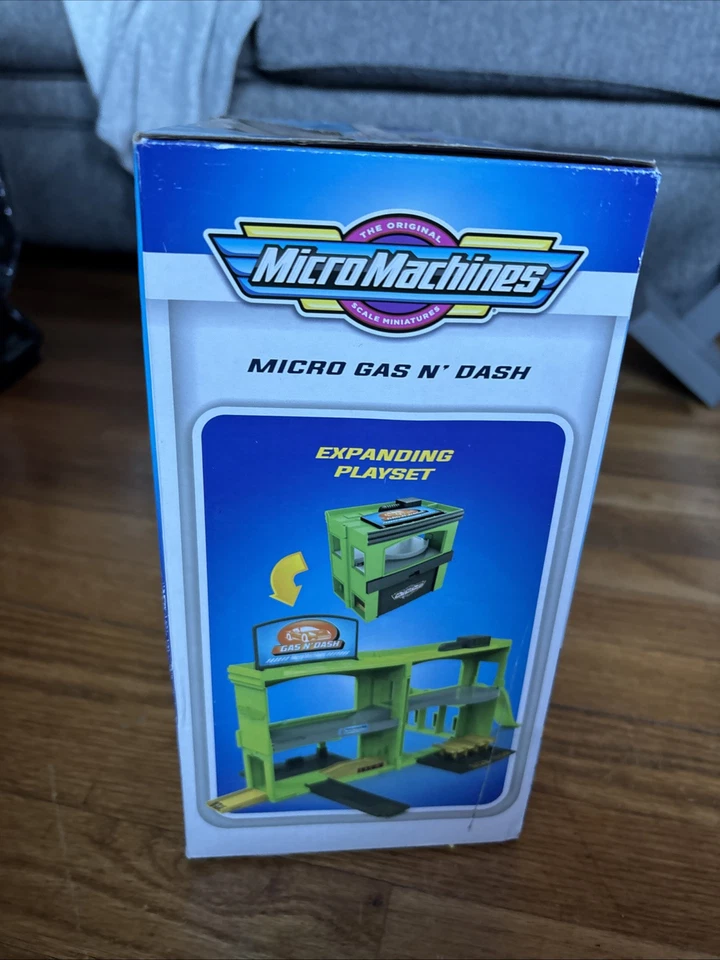 THE ORIGINAL
MicroMachines
SCALE MINIATURES
MICRO GAS N' DASH
EXPANDING
PLAYSET
GAS N' DASH